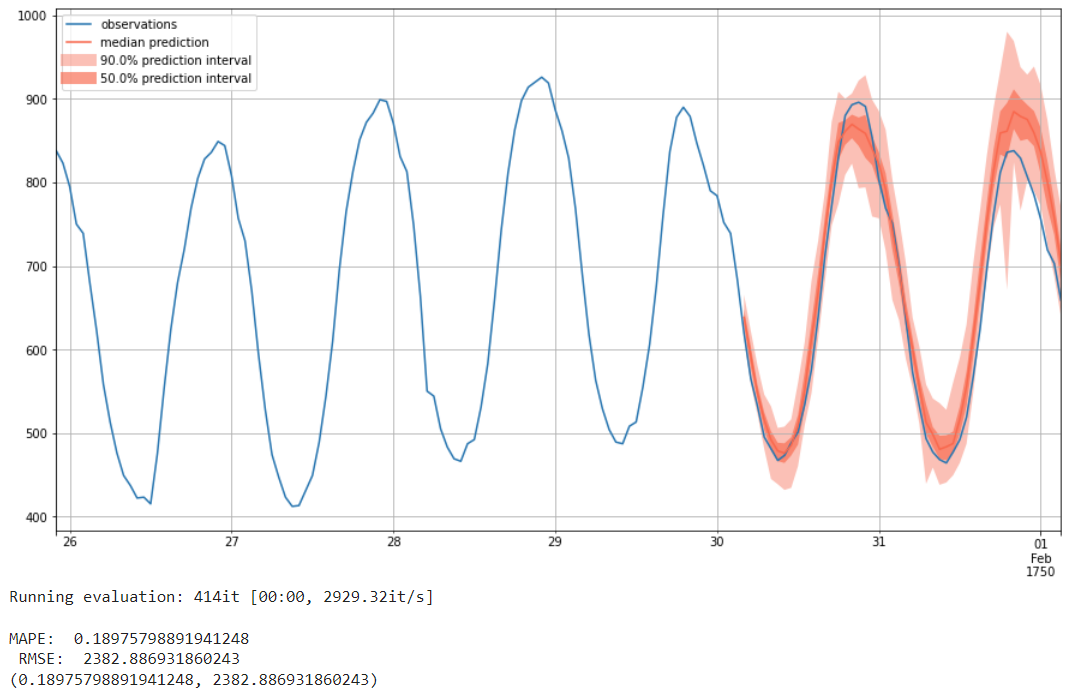 1000
900
800
700
600
500
400
observations
median prediction
90.0% prediction interval
50.0% prediction interval
26
27
28
29
30
31
01
Feb
1750
Running evaluation: 414it [00:00, 2929.32it/s]
MAPE:  0.18975798891941248
 RMSE:  2382.886931860243
(0.18975798891941248, 2382.886931860243)